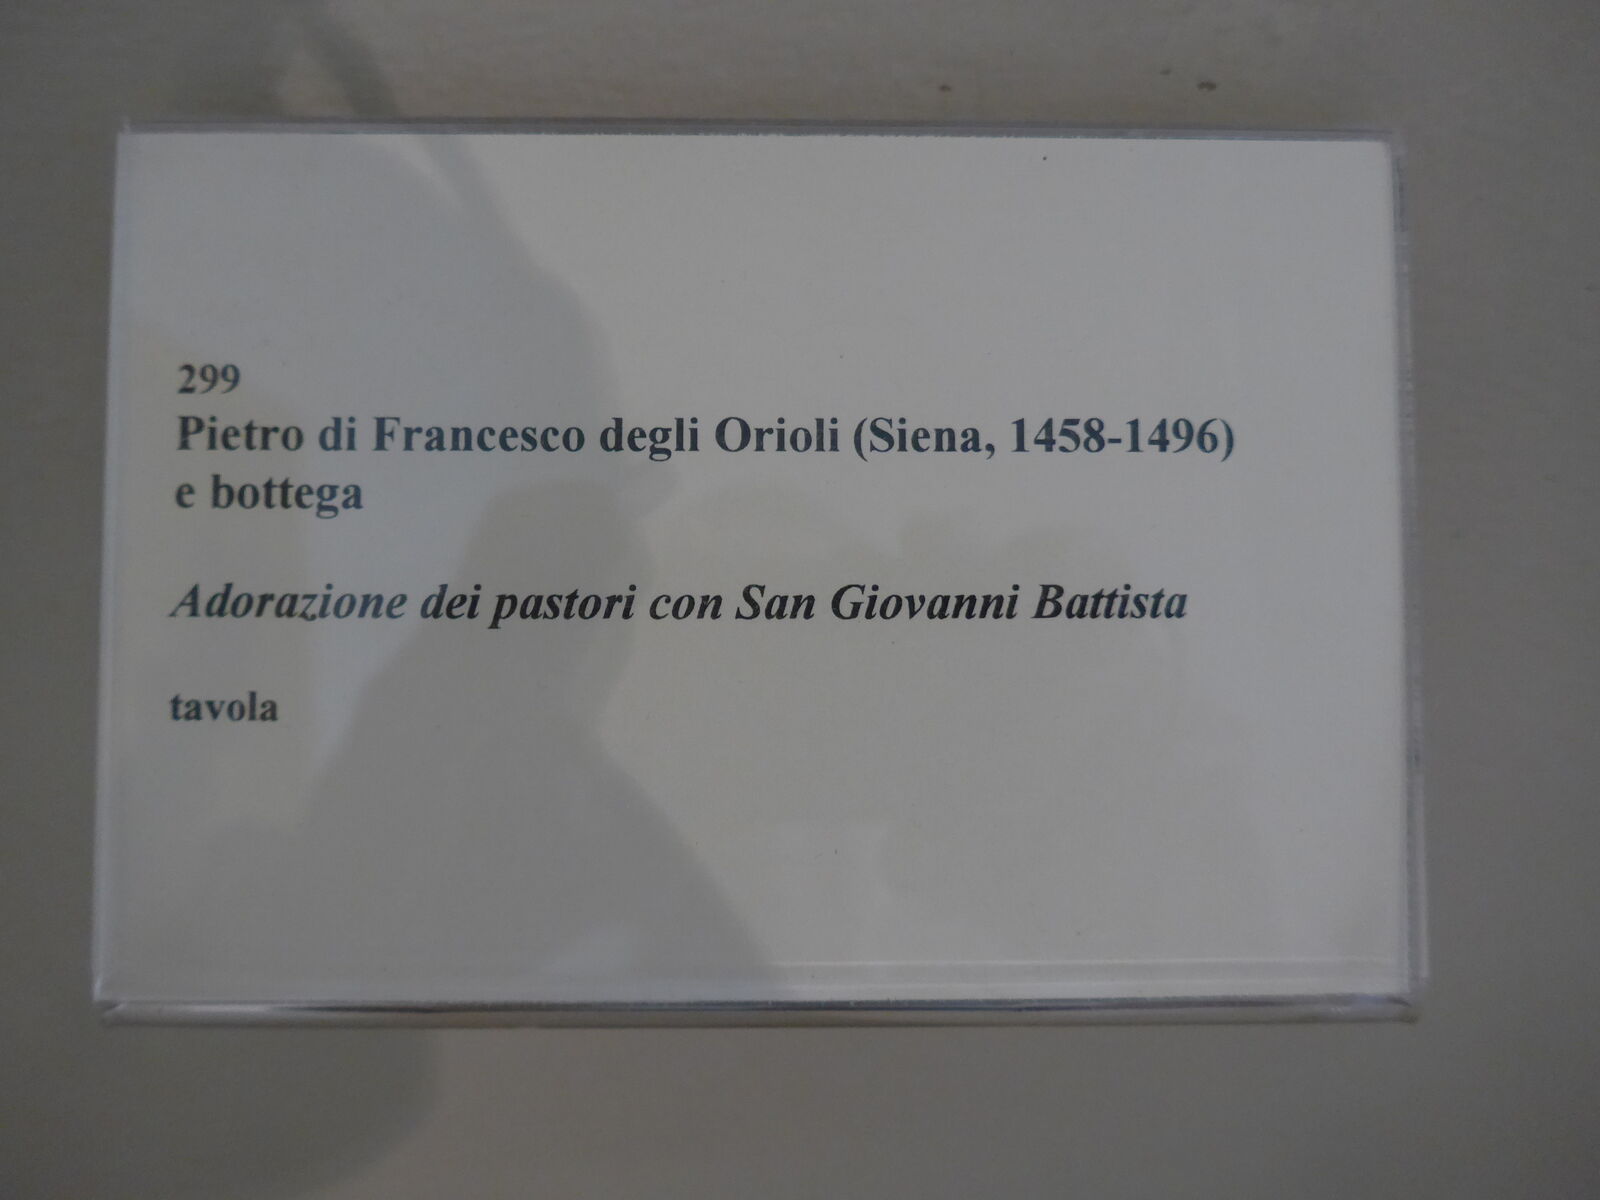 299
Pietro di Francesco degli Orioli (Siena, 1458-1496)
e bottega
Adorazione dei pastori con San Giovanni Battista
tavola